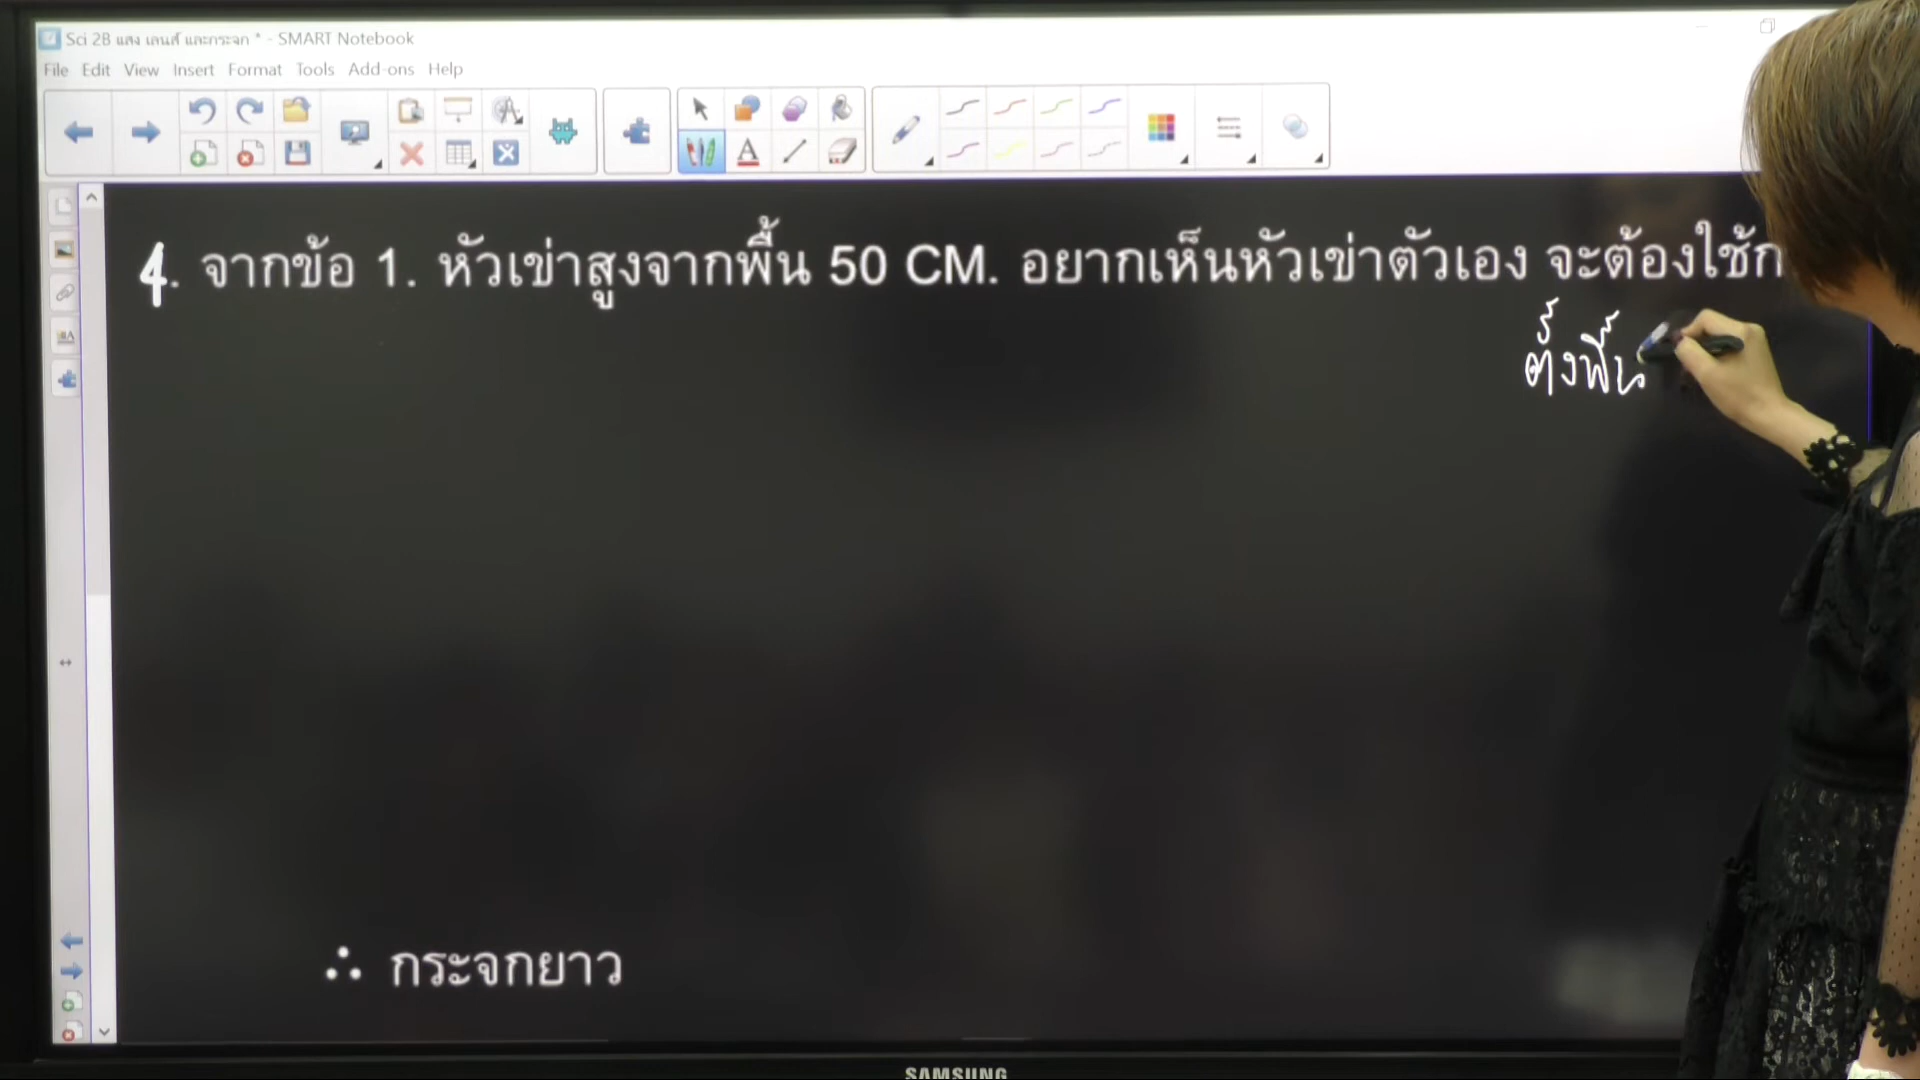 Sci 28 แสง เลนส์ และกระจก * - SMART Notebook
File Edit View Insert Format Tools Add-ons Help
4. จากข้อ 1. หัวเข่าสูงจากพื้น 50 CM. อยากเห็นหัวเข่าตัวเอง จะต้องใช้ก
ตั้งพื้น
∴ กระจกยาว
SAMSUNG